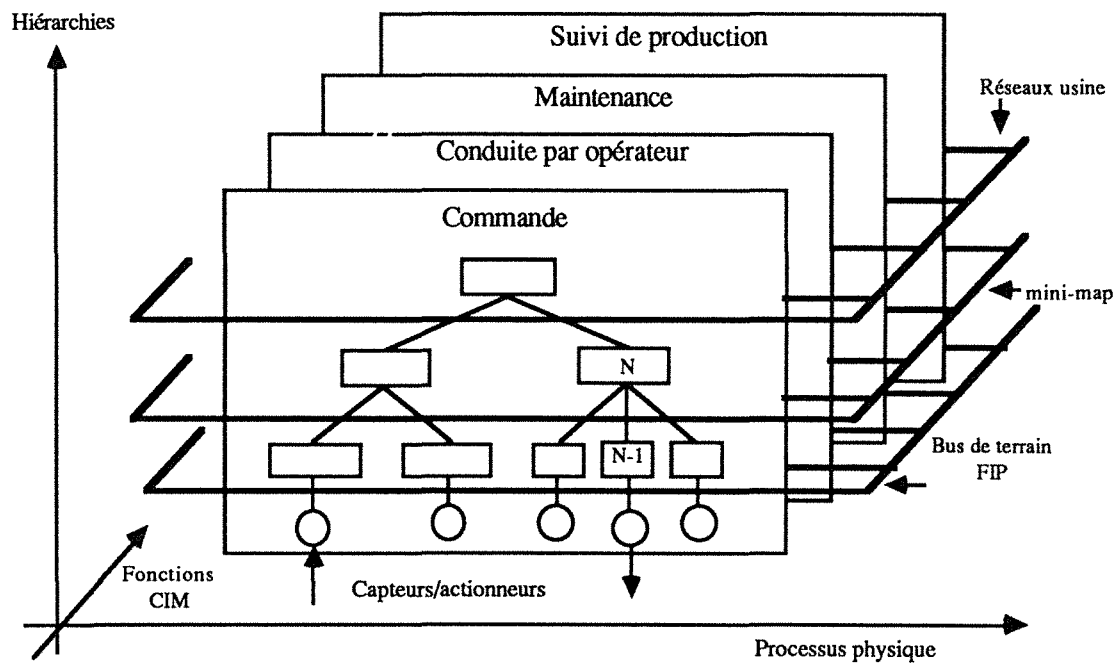 Hiérarchies
Suivi de production
Maintenance
Réseaux usine
Conduite par opérateur
Commande
mini-map
N
N-1
Bus de terrain
FIP
Fonctions
CIM
Capteurs/actionneurs
Processus physique